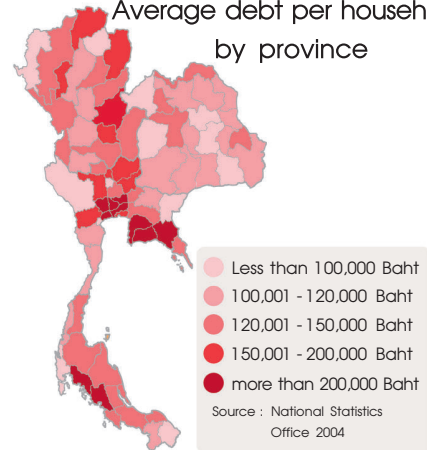 Average debt per househ
by province
Less than 100,000 Baht
100,001 - 120,000 Baht
120,001 - 150,000 Baht
150,001 - 200,000 Baht
more than 200,000 Baht
Source : National Statistics
Office 2004